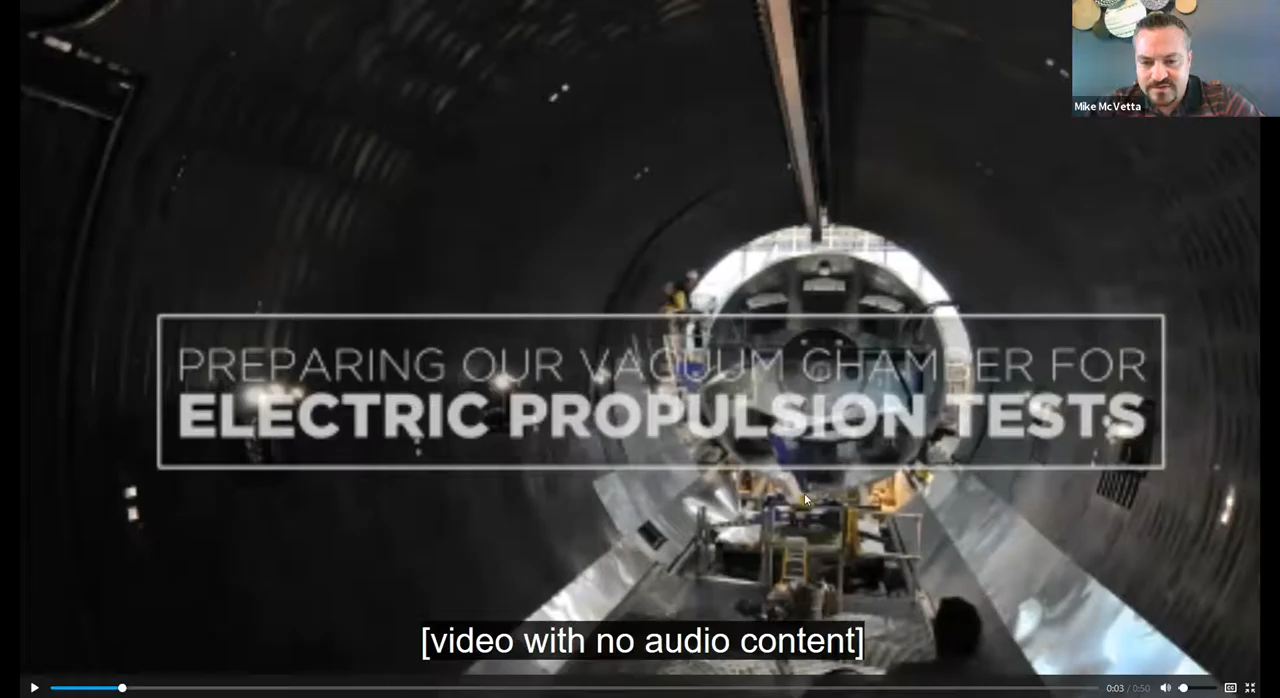 Mike McVetta
PREPARING OUR VACUUM CHAMBER FOR
ELECTRIC PROPULSION TESTS
[video with no audio content]
0:03 / 0:50
CC